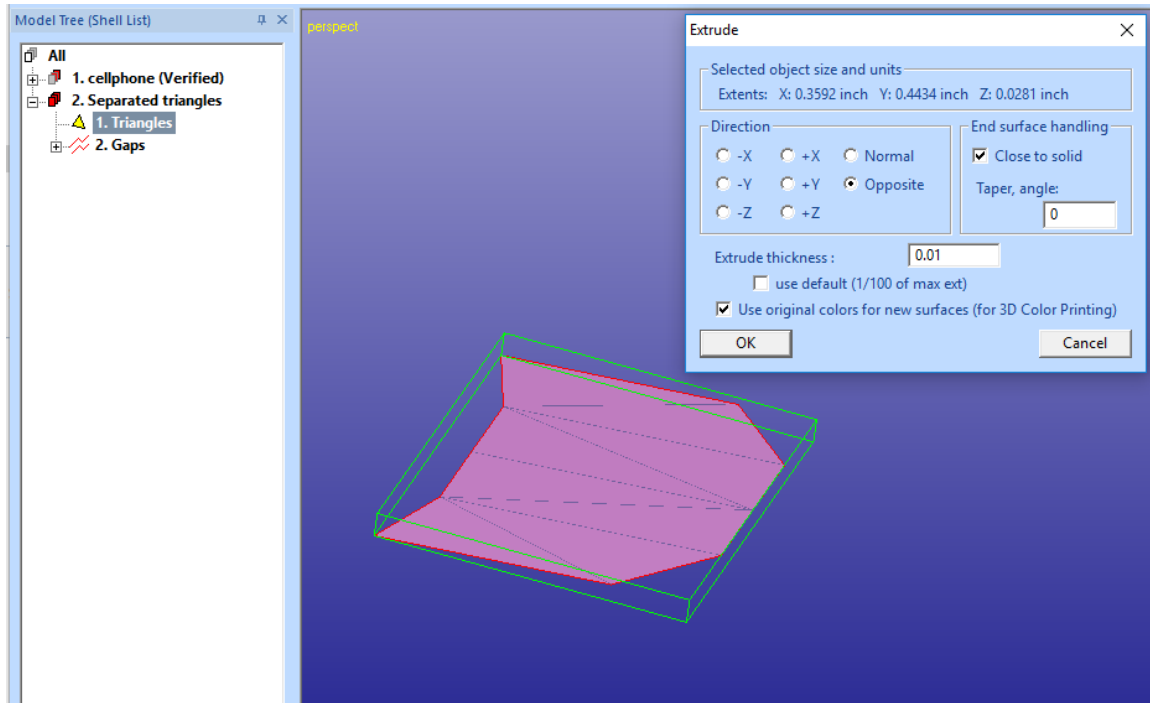 Model Tree (Shell List)
All
1. cellphone (Verified)
2. Separated triangles
1. Triangles
2. Gaps
perspect
Extrude
Selected object size and units
Extents: X: 0.3592 inch Y: 0.4434 inch Z: 0.0281 inch
Direction
-X +X Normal
-Y +Y Opposite
-Z +Z
End surface handling
Close to solid
Taper, angle:
0
Extrude thickness : 0.01
use default (1/100 of max ext)
Use original colors for new surfaces (for 3D Color Printing)
OK Cancel